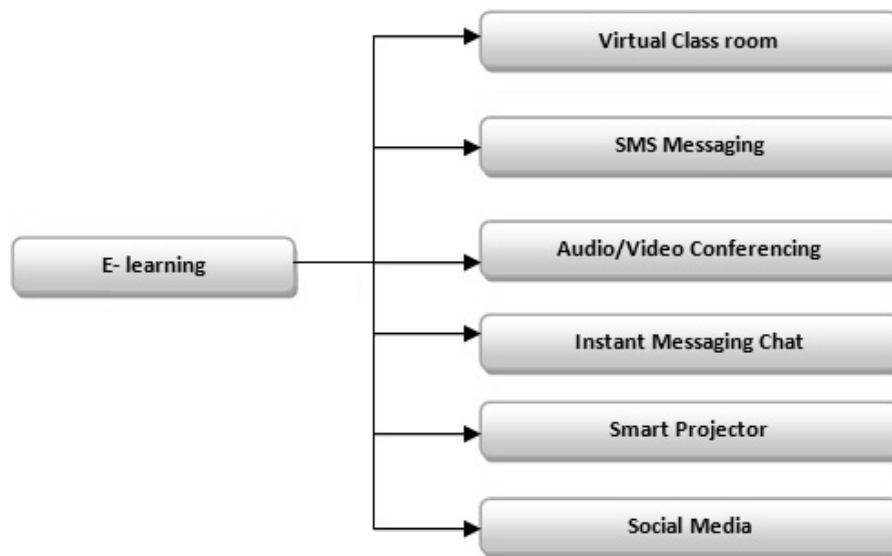 Virtual Class room
SMS Messaging
E- learning
Audio/Video Conferencing
Instant Messaging Chat
Smart Projector
Social Media